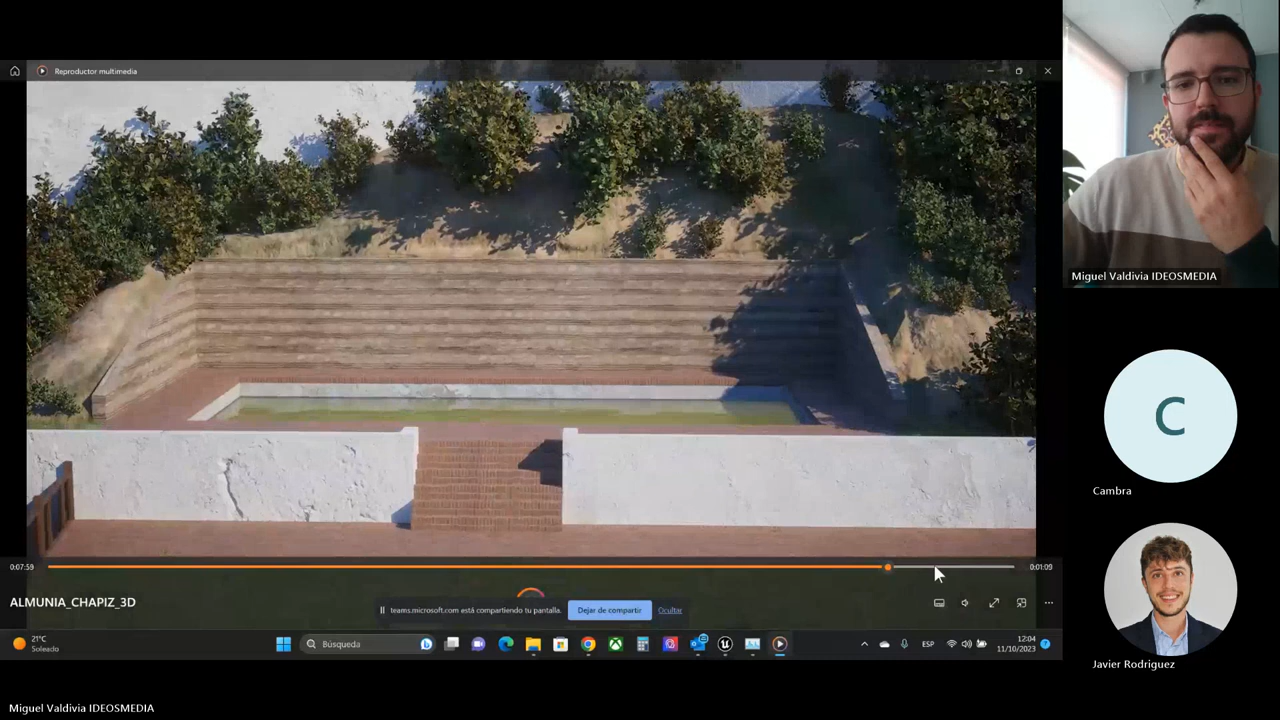 Reproductor multimedia
Miguel Valdivia IDEOSMEDIA
C
Cambra
Javier Rodriguez
0:07:59
0:01:09
ALMUNIA_CHAPIZ_3D
teams.microsoft.com está compartiendo tu pantalla.
Dejar de compartir
Ocultar
21°C
Soleado
Búsqueda
ESP
12:04
11/10/2023
Miguel Valdivia IDEOSMEDIA